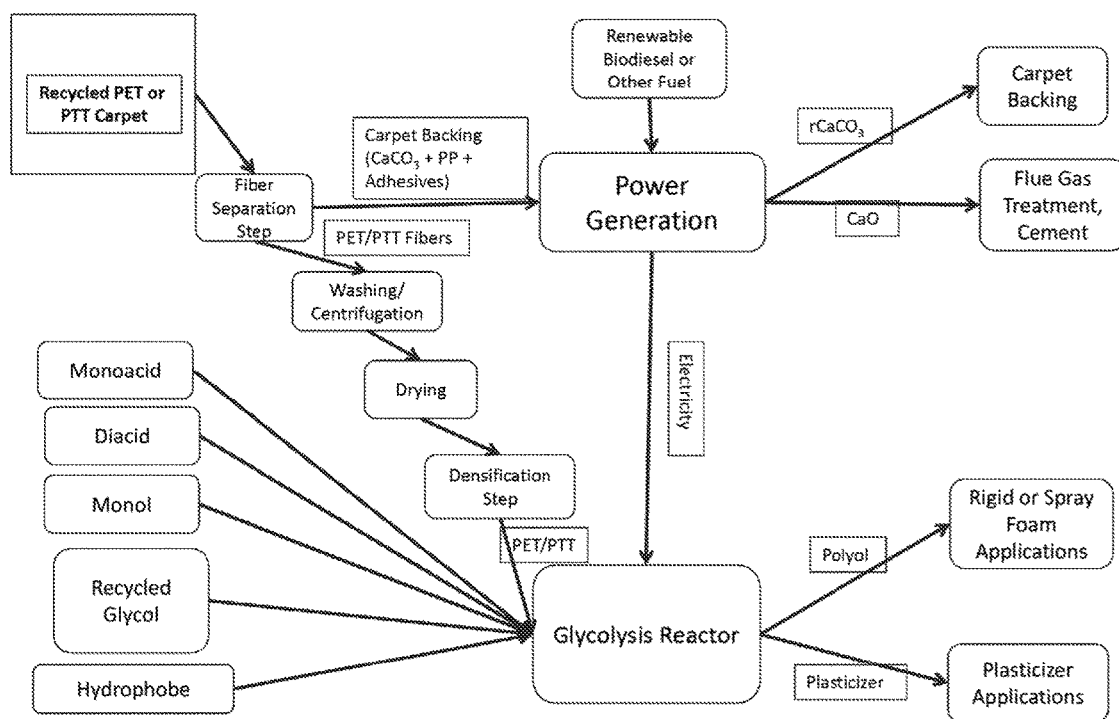 Recycled PET or
PTT Carpet
Renewable
Biodiesel or
Other Fuel
Carpet
Backing
rCaCO₃
Carpet Backing
(CaCO₃ + PP +
Adhesives)
Fiber
Separation
Step
Power
Generation
Flue Gas
Treatment,
Cement
CaO
PET/PTT Fibers
Washing/
Centrifugation
Electricity
Monoacid
Drying
Diacid
Densification
Step
Monol
Rigid or Spray
Foam
Applications
PET/PTT
Polyol
Recycled
Glycol
Glycolysis Reactor
Hydrophobe
Plasticizer
Plasticizer
Applications